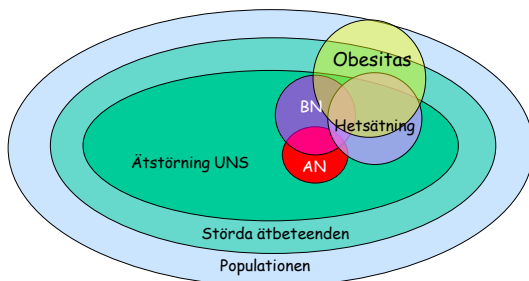 Obesitas
BN
Hetsätning
Ätstörning UNS
AN
Störda ätbeteenden
Populationen